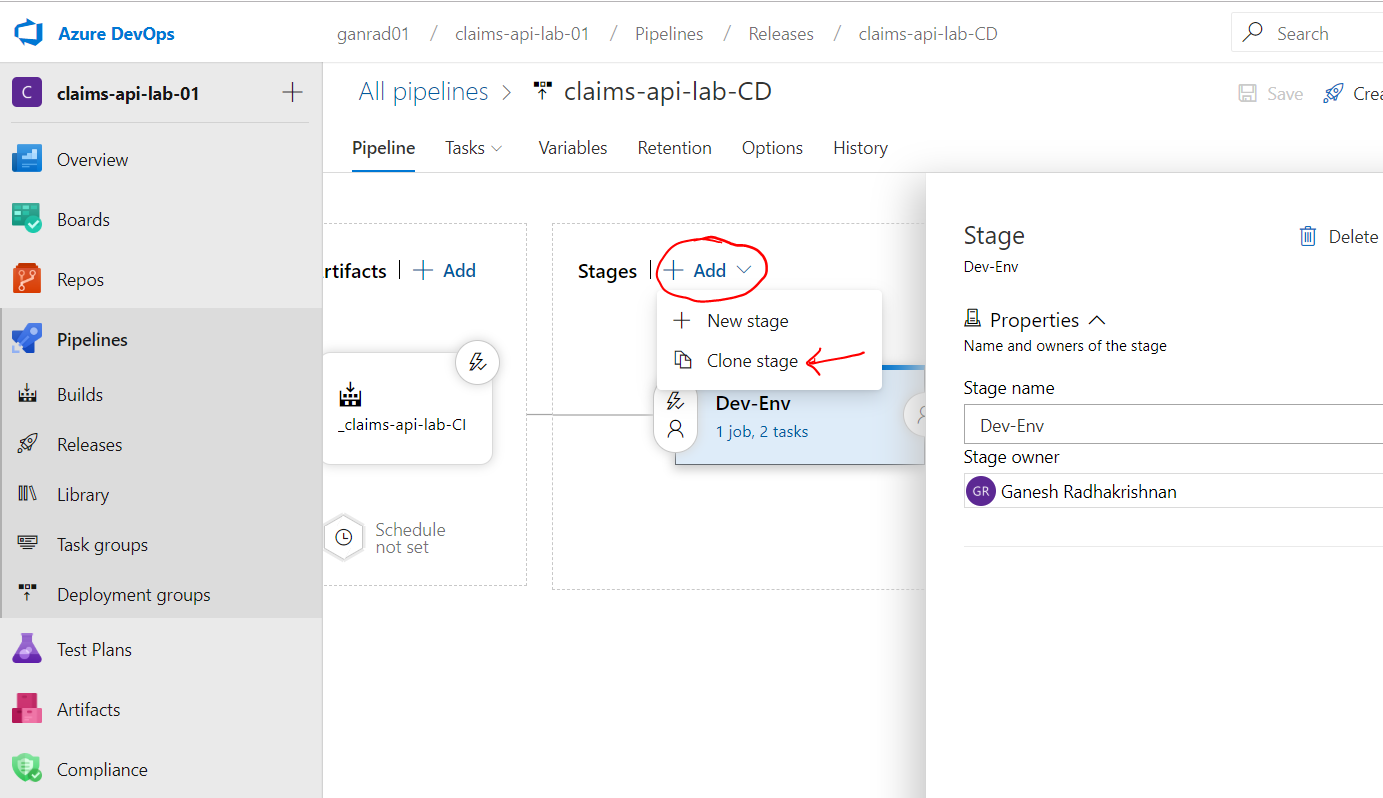 Azure DevOps
ganrad01 / claims-api-lab-01 / Pipelines / Releases / claims-api-lab-CD
Search
C claims-api-lab-01
Overview
Boards
Repos
Pipelines
Builds
Releases
Library
Task groups
Deployment groups
Test Plans
Artifacts
Compliance
All pipelines > claims-api-lab-CD
Save Crea
Pipeline Tasks Variables Retention Options History
rtifacts | + Add
_claims-api-lab-CI
Schedule
not set
Stages | + Add
+ New stage
Clone stage
Dev-Env
1 job, 2 tasks
Stage
Delete
Dev-Env
Properties
Name and owners of the stage
Stage name
Dev-Env
Stage owner
GR Ganesh Radhakrishnan